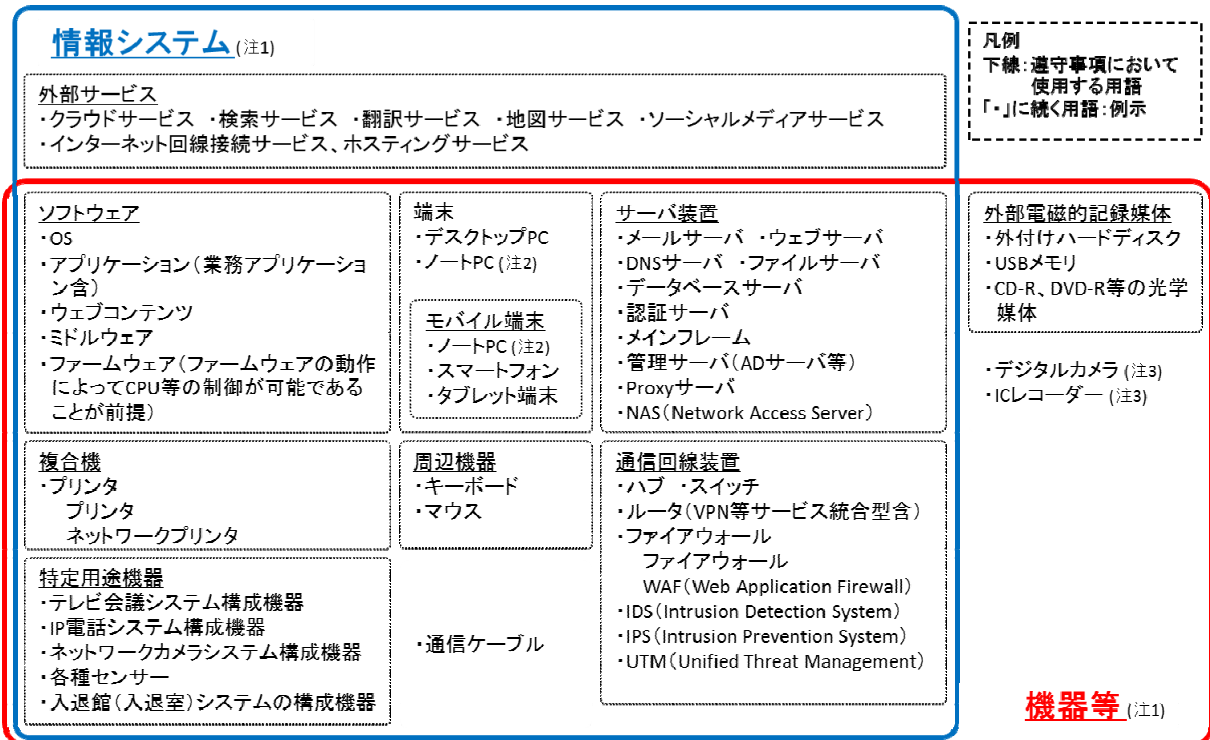 情報システム(注1)
外部サービス
・クラウドサービス ・検索サービス ・翻訳サービス ・地図サービス ・ソーシャルメディアサービス
・インターネット回線接続サービス、ホスティングサービス
凡例
下線：遵守事項において
使用する用語
「・」に続く用語：例示
ソフトウェア
・OS
・アプリケーション（業務アプリケーショ
ン含）
・ウェブコンテンツ
・ミドルウェア
・ファームウェア（ファームウェアの動作
によってCPU等の制御が可能である
ことが前提）
端末
・デスクトップPC
・ノートPC (注2)
モバイル端末
・ノートPC (注2)
・スマートフォン
・タブレット端末
サーバ装置
・メールサーバ ・ウェブサーバ
・DNSサーバ ・ファイルサーバ
・データベースサーバ
・認証サーバ
・メインフレーム
・管理サーバ（ADサーバ等）
・Proxyサーバ
・NAS（Network Access Server）
外部電磁的記録媒体
・外付けハードディスク
・USBメモリ
・CD-R、DVD-R等の光学
媒体
・デジタルカメラ (注3)
・ICレコーダー (注3)
複合機
・プリンタ
プリンタ
ネットワークプリンタ
周辺機器
・キーボード
・マウス
通信回線装置
・ハブ ・スイッチ
・ルータ（VPN等サービス統合型含）
・ファイアウォール
ファイアウォール
WAF（Web Application Firewall）
・IDS（Intrusion Detection System）
・IPS（Intrusion Prevention System）
・UTM（Unified Threat Management）
特定用途機器
・テレビ会議システム構成機器
・IP電話システム構成機器
・ネットワークカメラシステム構成機器
・各種センサー
・入退館（入退室）システムの構成機器
・通信ケーブル
機器等(注1)